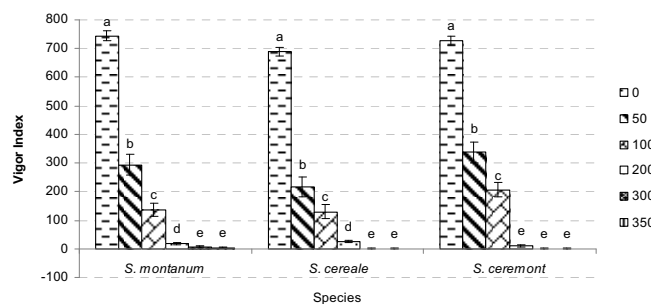 800
700
600
500
400
300
200
100
0
-100
Vigor Index
a
b
c
d
e
e
a
b
c
d
e
e
a
b
c
e
e
e
S. montanum
S. cereale
S. ceremont
Species
0
50
100
200
300
350